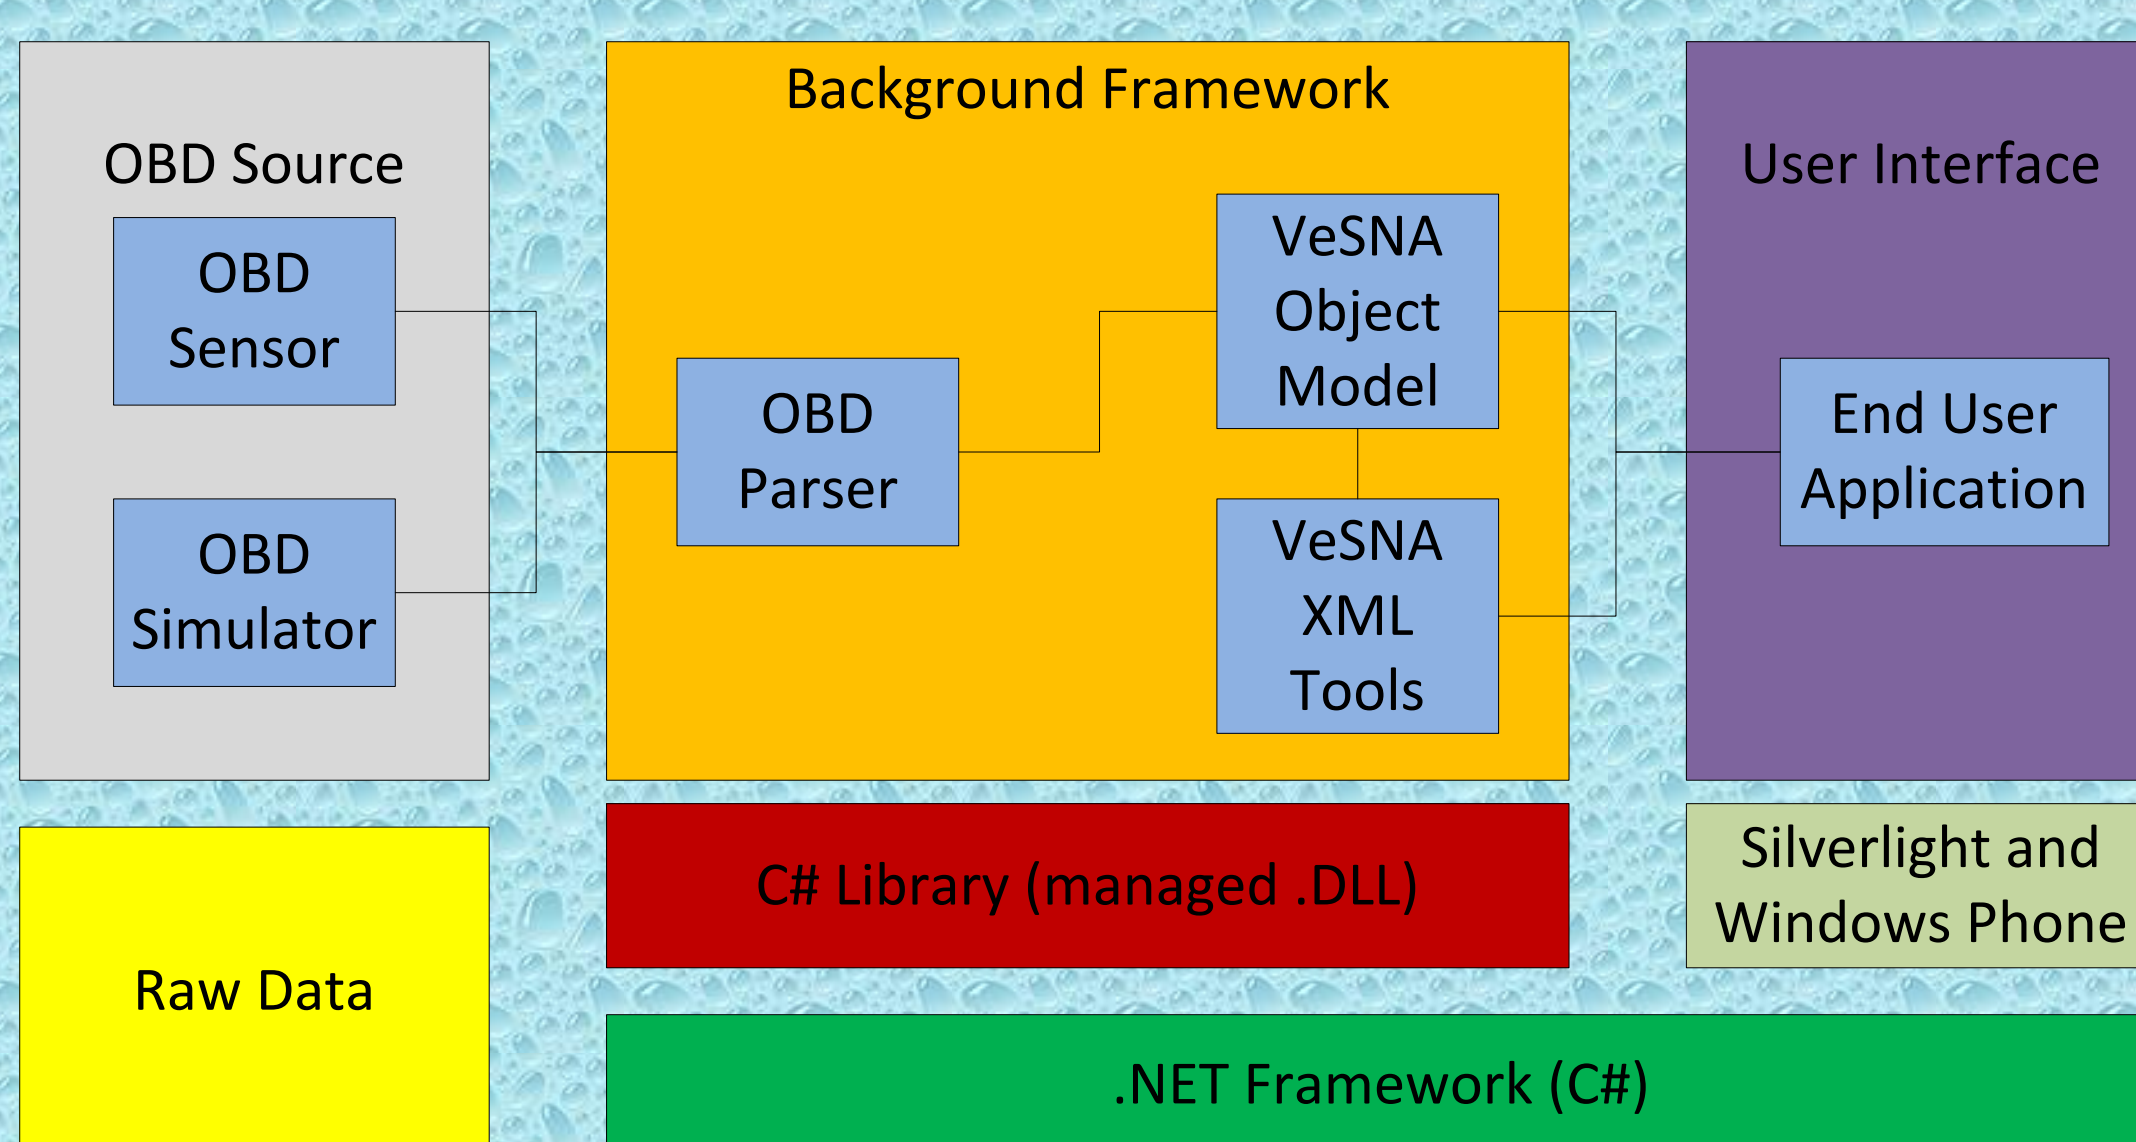 OBD Source
OBD
Sensor
OBD
Simulator
Background Framework
OBD
Parser
VeSNA
Object
Model
VeSNA
XML
Tools
User Interface
End User
Application
Raw Data
C# Library (managed .DLL)
Silverlight and
Windows Phone
.NET Framework (C#)